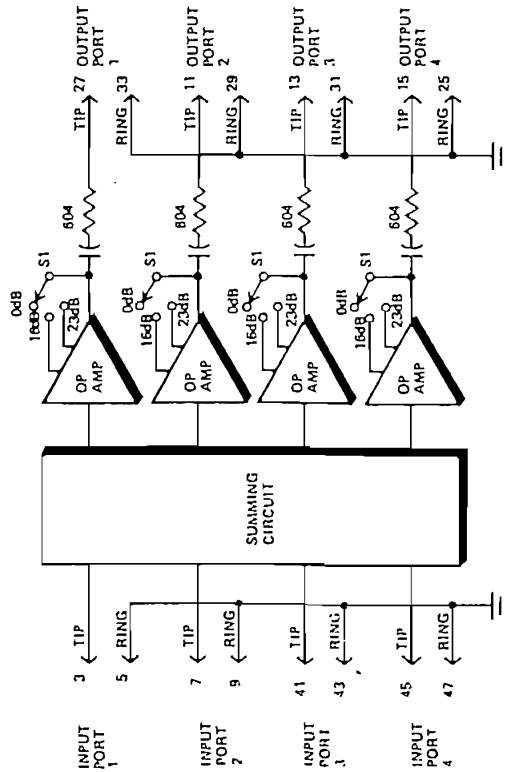 INPUT
PORT
1
3
TIP
5
RING
INPUT
PORT
2
7
TIP
9
RING
INPUT
PORT
3
41
TIP
43
RING
INPUT
PORT
4
45
TIP
47
RING
SUMMING
CIRCUIT
OP
AMP
16dB
0dB
23dB
S1
604
TIP
27
OUTPUT
PORT
1
RING
33
OP
AMP
16dB
0dB
23dB
S1
604
TIP
11
OUTPUT
PORT
2
RING
29
OP
AMP
16dB
0dB
23dB
S1
604
TIP
13
OUTPUT
PORT
3
RING
31
OP
AMP
16dB
0dB
23dB
S1
604
TIP
15
OUTPUT
PORT
4
RING
25